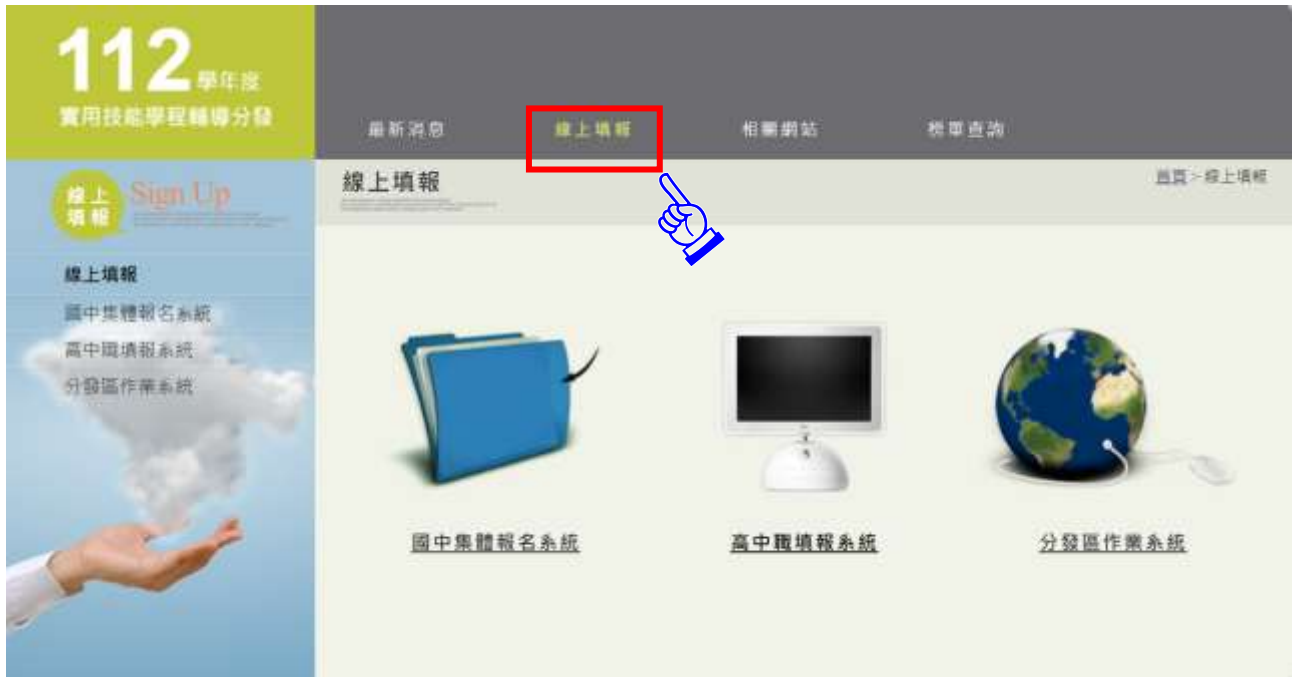 112學年度
實用技能學程輔導分發
最新消息 線上填報 相關網站 榜單查詢
線上填報 Sign Up
線上填報
首頁>線上填報
線上填報
國中集體報名系統
高中職填報系統
分發區作業系統
國中集體報名系統 高中職填報系統 分發區作業系統